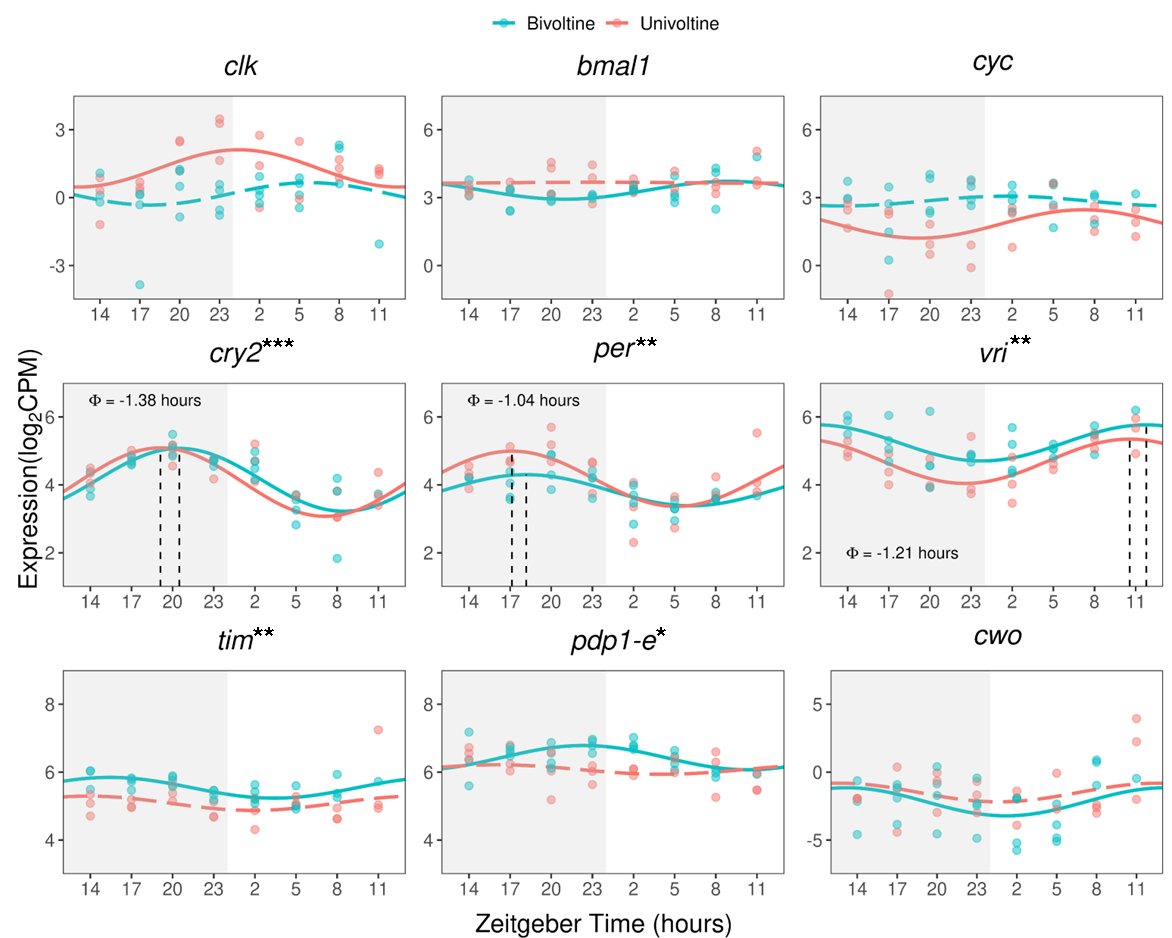 Bivoltine Univoltine
clk bmal1 cyc
3 0 -3
6 3 0
6 3 0
14 17 20 23 2 5 8 11
14 17 20 23 2 5 8 11
14 17 20 23 2 5 8 11
cry2*** per** vri**
Expression(log2CPM)
Φ = -1.38 hours
Φ = -1.04 hours
Φ = -1.21 hours
6 4 2
6 4 2
6 4 2
14 17 20 23 2 5 8 11
14 17 20 23 2 5 8 11
14 17 20 23 2 5 8 11
tim** pdp1-e* cwo
8 6 4
8 6 4
5 0 -5
14 17 20 23 2 5 8 11
14 17 20 23 2 5 8 11
14 17 20 23 2 5 8 11
Zeitgeber Time (hours)